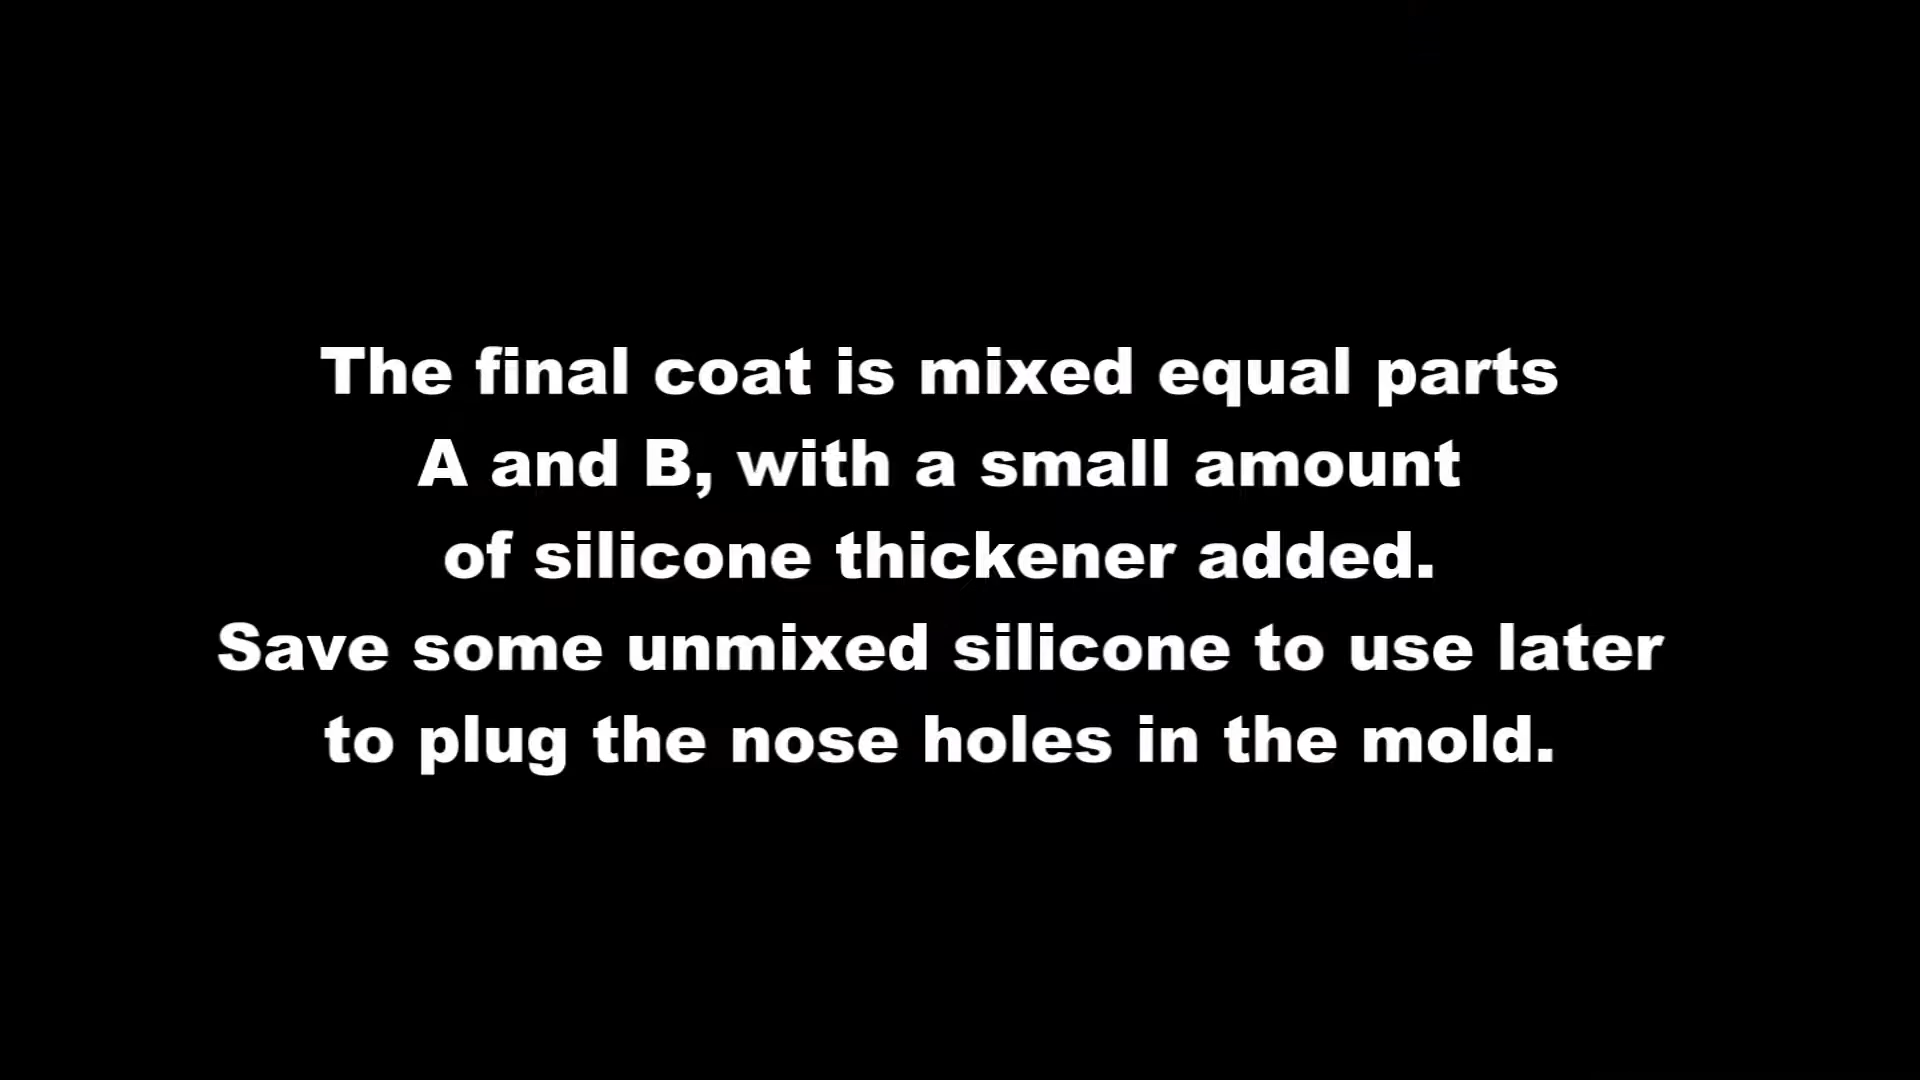 The final coat is mixed equal parts
A and B, with a small amount
of silicone thickener added.
Save some unmixed silicone to use later
to plug the nose holes in the mold.